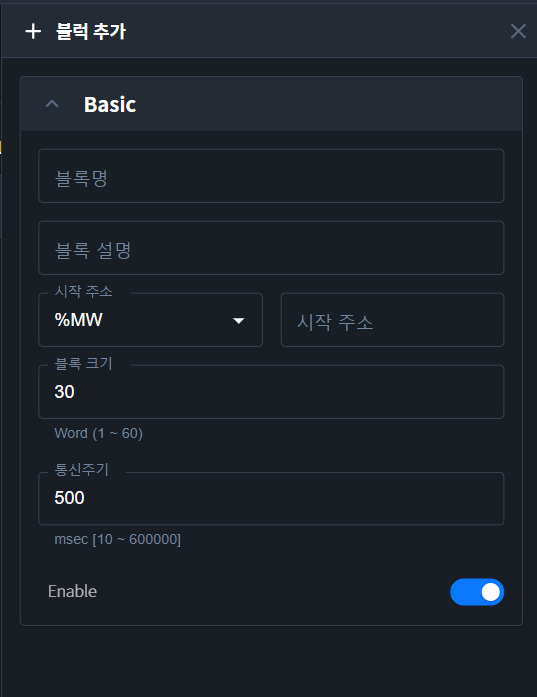 블럭 추가
Basic
블록명
블록 설명
시작 주소
%MW
시작 주소
블록 크기
30
Word (1 ~ 60)
통신주기
500
msec [10 ~ 600000]
Enable